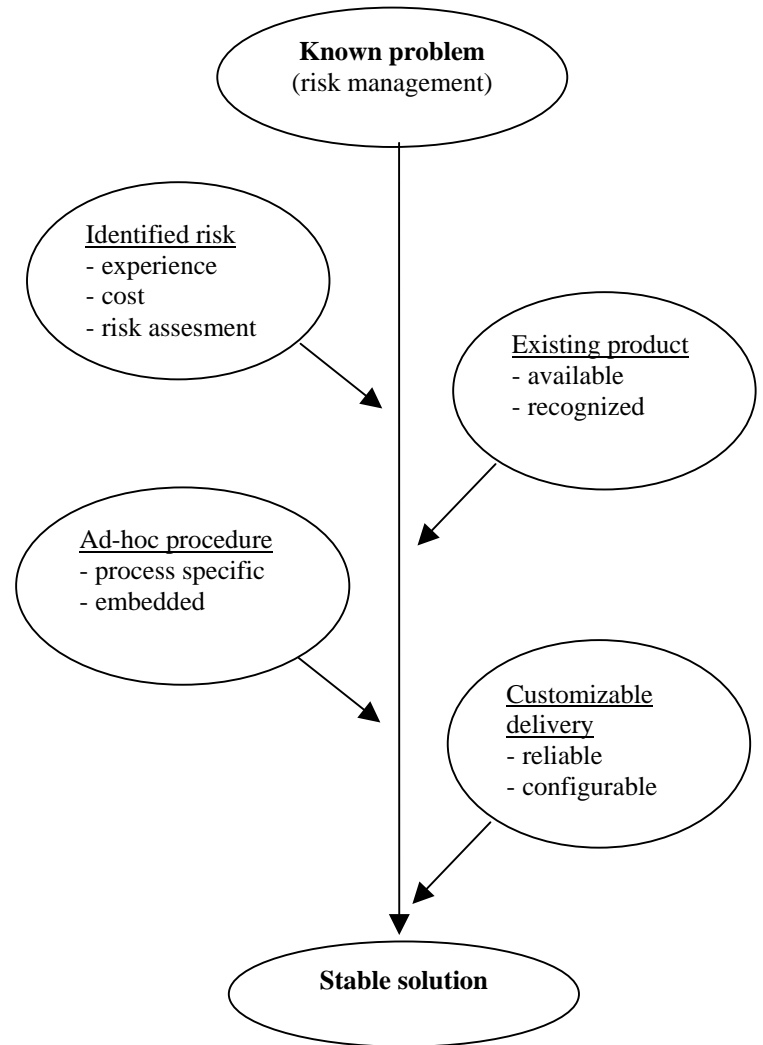 Known problem
(risk management)
Identified risk
- experience
- cost
- risk assesment
Existing product
- available
- recognized
Ad-hoc procedure
- process specific
- embedded
Customizable
delivery
- reliable
- configurable
Stable solution